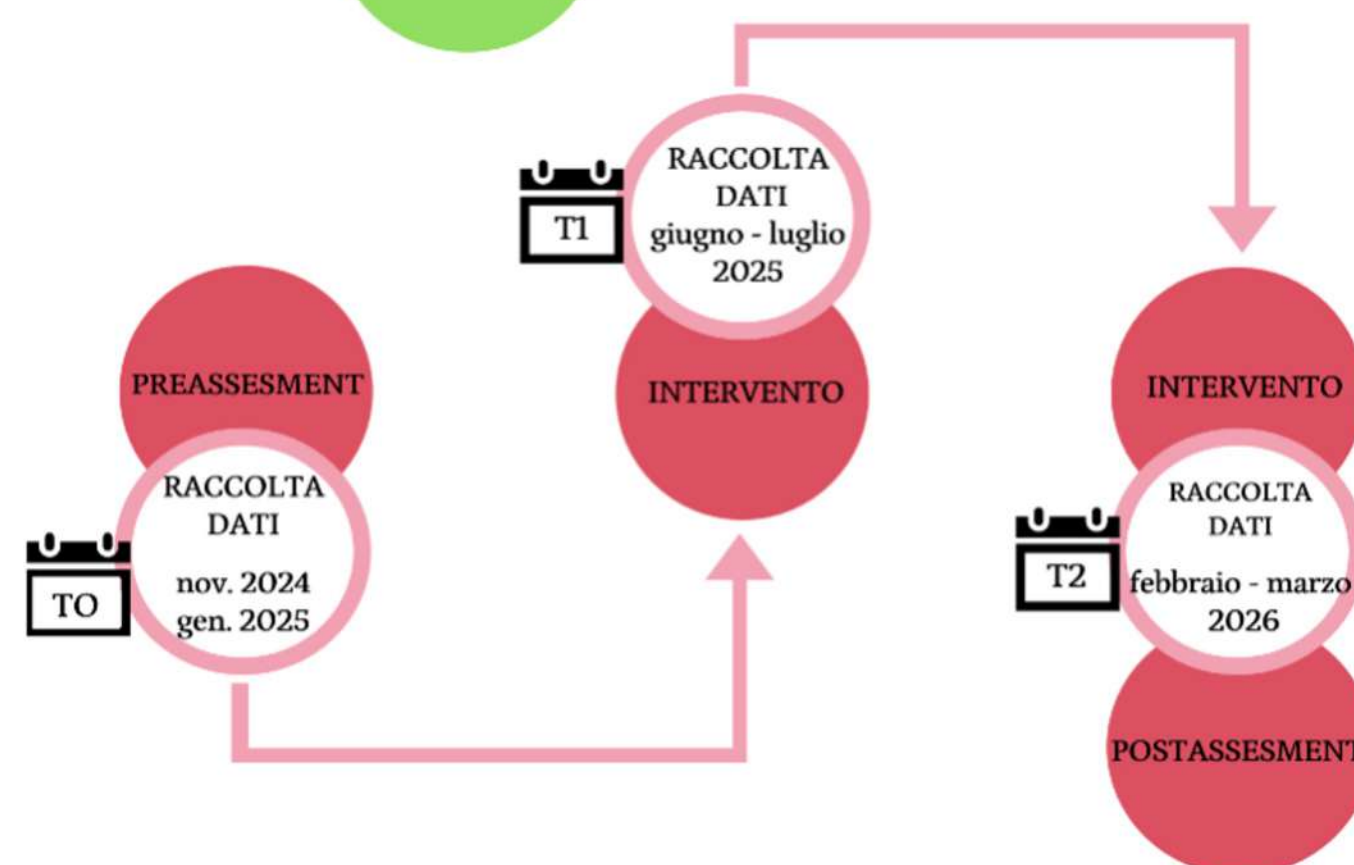 PREASSESMENT
RACCOLTA
DATI
nov. 2024
gen. 2025
TO
RACCOLTA
DATI
giugno - luglio
2025
T1
INTERVENTO
INTERVENTO
RACCOLTA
DATI
febbraio - marzo
2026
T2
POSTASSESMENT